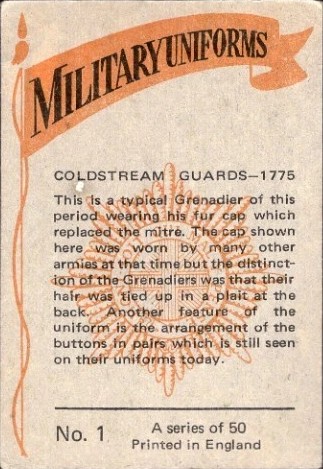 MILITARY UNIFORMS
COLDSTREAM GUARDS—1775
This is a typical Grenadier of this
period wearing his fur cap which
replaced the mitre. The cap shown
here was worn by many other
armies at that time but the distinct-
ion of the Grenadiers was that their
hair was tied up in a plait at the
back. Another feature of the
uniform is the arrangement of the
buttons in pairs which is still seen
on their uniforms today.
No. 1
A series of 50
Printed in England